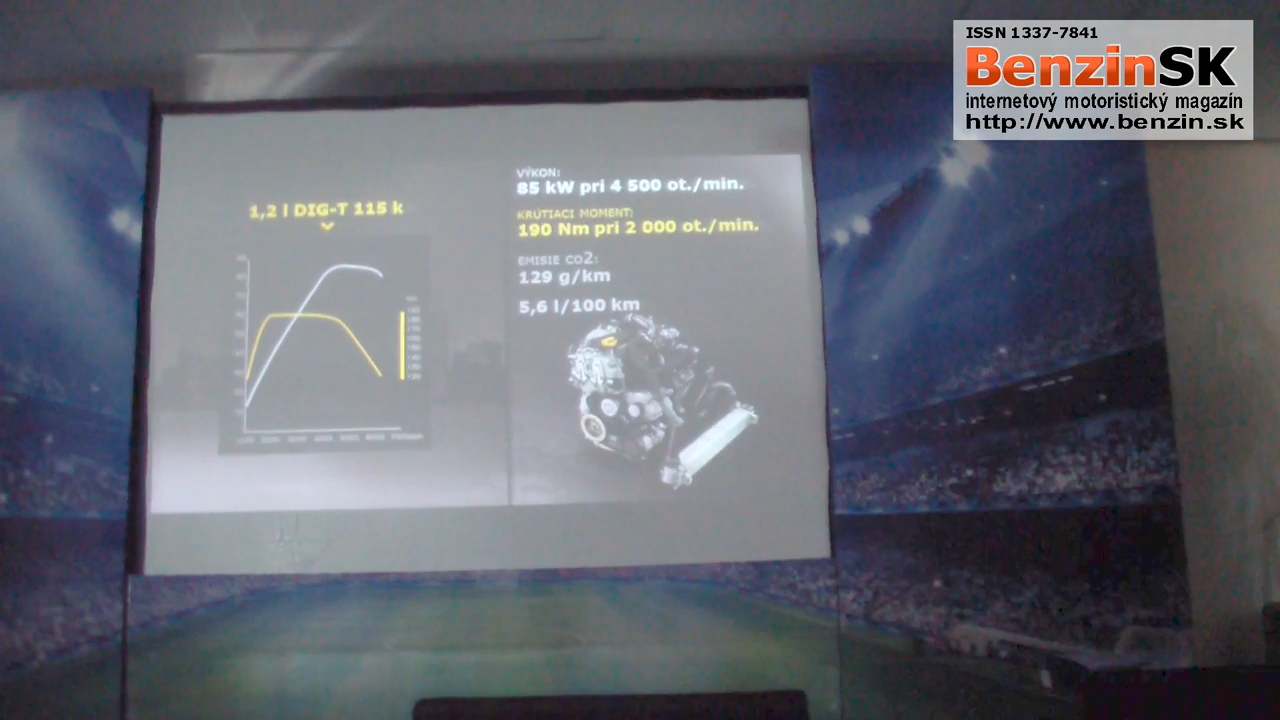 ISSN 1337-7841
BenzinSK
internetový motoristický magazín
http://www.benzin.sk
1,2 l DIG-T 115 k
VÝKON:
85 kW pri 4 500 ot./min.
KRÚTIACI MOMENT:
190 Nm pri 2 000 ot./min.
EMISIE CO2:
129 g/km
5,6 l/100 km